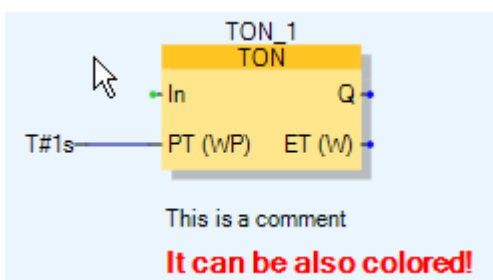 TON_1
TON
In Q
T#1s PT (WP) ET (W)
This is a comment
It can be also colored!